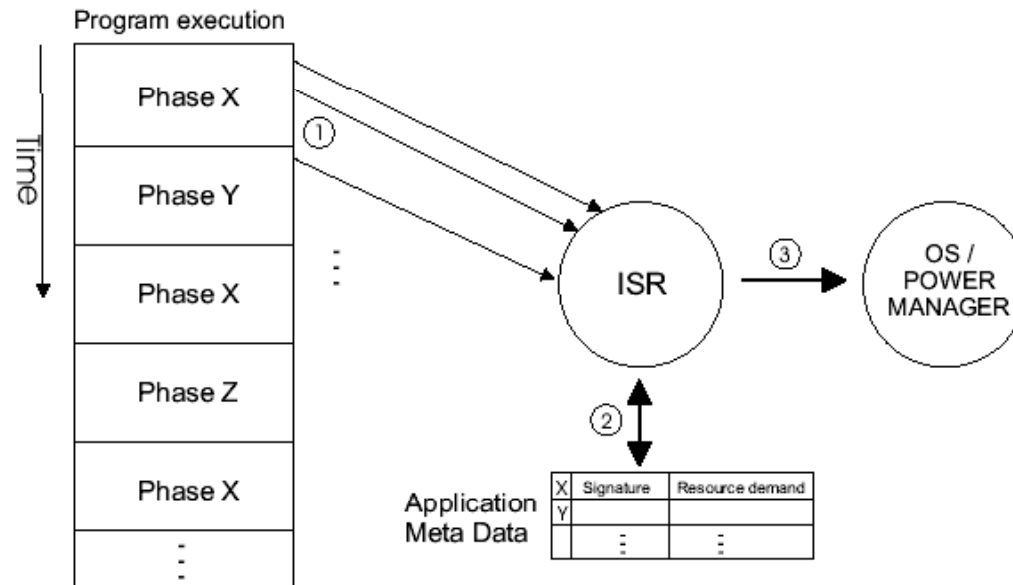 Program execution
Time
Phase X
Phase Y
Phase X
Phase Z
Phase X
1
ISR
3
OS /
POWER
MANAGER
2
Application
Meta Data
X Signature Resource demand
Y